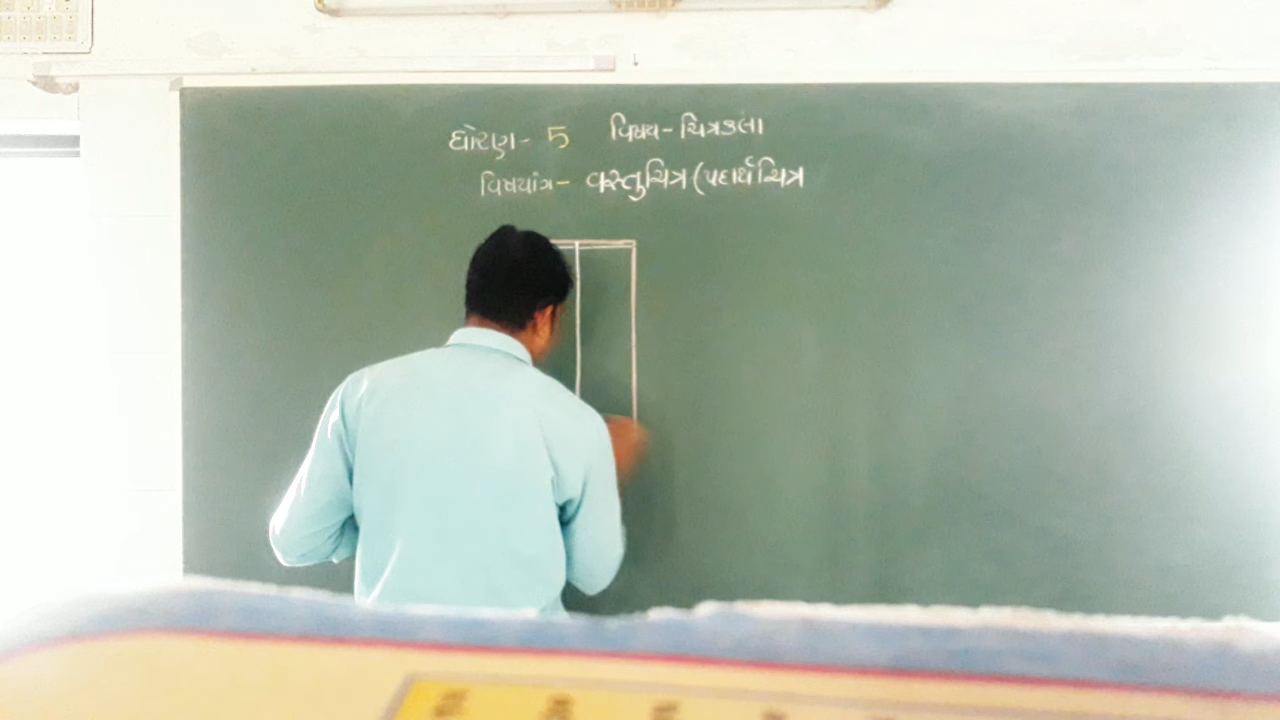 ધોરણ - 5 વિષય - ચિત્રકલા
વિષયાંગ - વસ્તુચિત્ર (પદાર્થચિત્ર